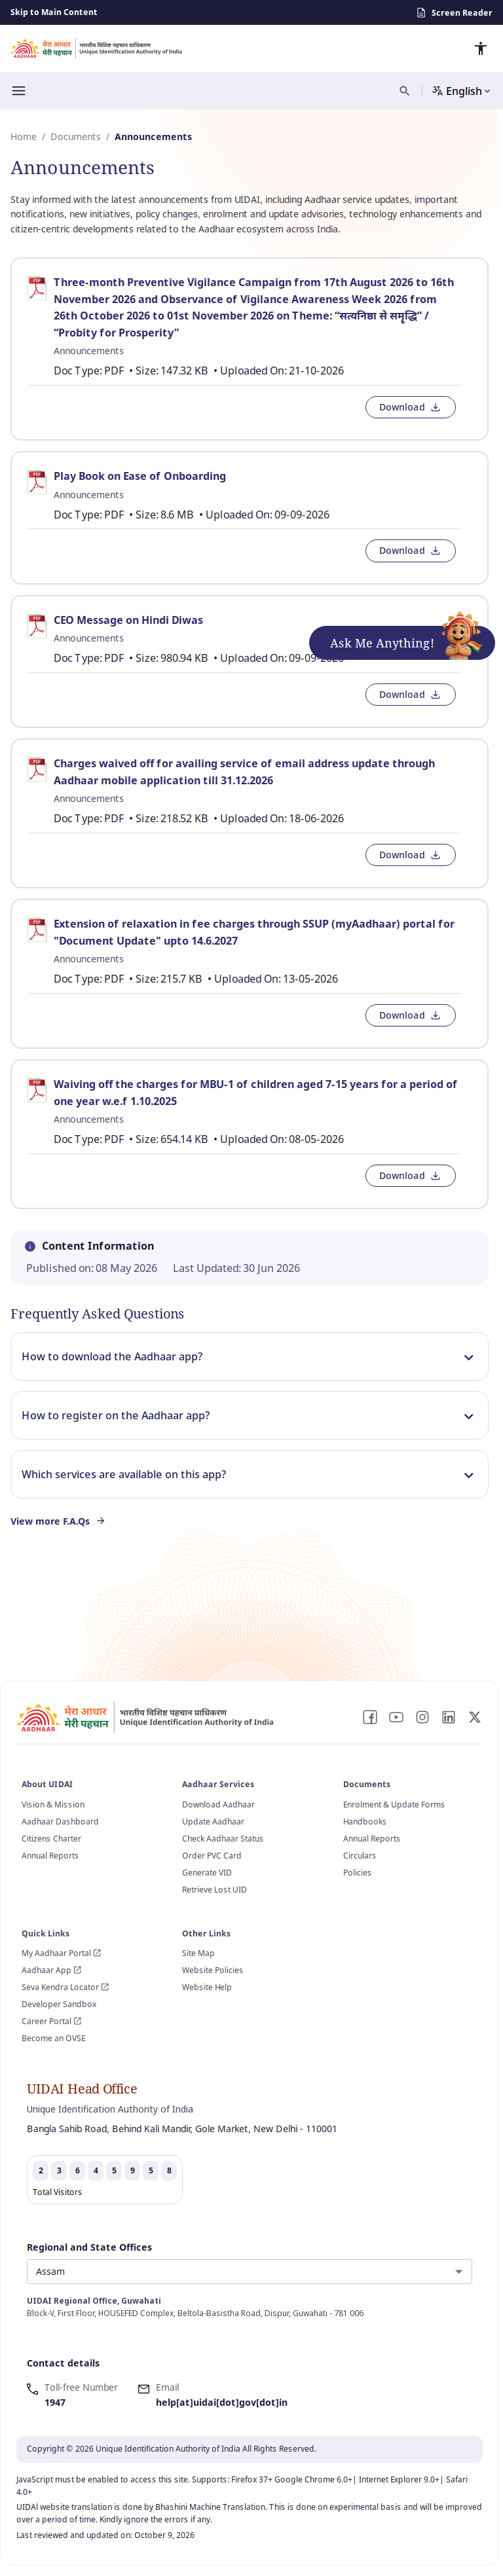 Skip to Main Content
Screen Reader
AADHAAR
मेरा आधार
मेरी पहचान
भारतीय विशिष्ट पहचान प्राधिकरण
Unique Identification Authority of India
English
Home / Documents / Announcements
Announcements
Stay informed with the latest announcements from UIDAI, including Aadhaar service updates, important
notifications, new initiatives, policy changes, enrolment and update advisories, technology enhancements and
citizen-centric developments related to the Aadhaar ecosystem across India.
PDF
Three-month Preventive Vigilance Campaign from 17th August 2026 to 16th
November 2026 and Observance of Vigilance Awareness Week 2026 from
26th October 2026 to 01st November 2026 on Theme: “सत्यनिष्ठा से समृद्धि” /
“Probity for Prosperity”
Announcements
Doc Type: PDF • Size: 147.32 KB • Uploaded On: 21-10-2026
Download
PDF
Play Book on Ease of Onboarding
Announcements
Doc Type: PDF • Size: 8.6 MB • Uploaded On: 09-09-2026
Download
PDF
CEO Message on Hindi Diwas
Announcements
Ask Me Anything!
Doc Type: PDF • Size: 980.94 KB • Uploaded On: 09-09-2026
Download
PDF
Charges waived off for availing service of email address update through
Aadhaar mobile application till 31.12.2026
Announcements
Doc Type: PDF • Size: 218.52 KB • Uploaded On: 18-06-2026
Download
PDF
Extension of relaxation in fee charges through SSUP (myAadhaar) portal for
"Document Update" upto 14.6.2027
Announcements
Doc Type: PDF • Size: 215.7 KB • Uploaded On: 13-05-2026
Download
PDF
Waiving off the charges for MBU-1 of children aged 7-15 years for a period of
one year w.e.f 1.10.2025
Announcements
Doc Type: PDF • Size: 654.14 KB • Uploaded On: 08-05-2026
Download
Content Information
Published on: 08 May 2026 Last Updated: 30 Jun 2026
Frequently Asked Questions
How to download the Aadhaar app?
How to register on the Aadhaar app?
Which services are available on this app?
View more F.A.Qs
AADHAAR
मेरा आधार
मेरी पहचान
भारतीय विशिष्ट पहचान प्राधिकरण
Unique Identification Authority of India
About UIDAI
Vision & Mission
Aadhaar Dashboard
Citizens Charter
Annual Reports
Aadhaar Services
Download Aadhaar
Update Aadhaar
Check Aadhaar Status
Order PVC Card
Generate VID
Retrieve Lost UID
Documents
Enrolment & Update Forms
Handbooks
Annual Reports
Circulars
Policies
Quick Links
My Aadhaar Portal
Aadhaar App
Seva Kendra Locator
Developer Sandbox
Career Portal
Become an OVSE
Other Links
Site Map
Website Policies
Website Help
UIDAI Head Office
Unique Identification Authority of India
Bangla Sahib Road, Behind Kali Mandir, Gole Market, New Delhi - 110001
2 3 6 4 5 9 5 8
Total Visitors
Regional and State Offices
Assam
UIDAI Regional Office, Guwahati
Block-V, First Floor, HOUSEFED Complex, Beltola-Basistha Road, Dispur, Guwahati - 781 006
Contact details
Toll-free Number
1947
Email
help[at]uidai[dot]gov[dot]in
Copyright © 2026 Unique Identification Authority of India All Rights Reserved.
JavaScript must be enabled to access this site. Supports: Firefox 37+ Google Chrome 6.0+| Internet Explorer 9.0+| Safari
4.0+
UIDAI website translation is done by Bhashini Machine Translation. This is done on experimental basis and will be improved
over a period of time. Kindly ignore the errors if any.
Last reviewed and updated on: October 9, 2026